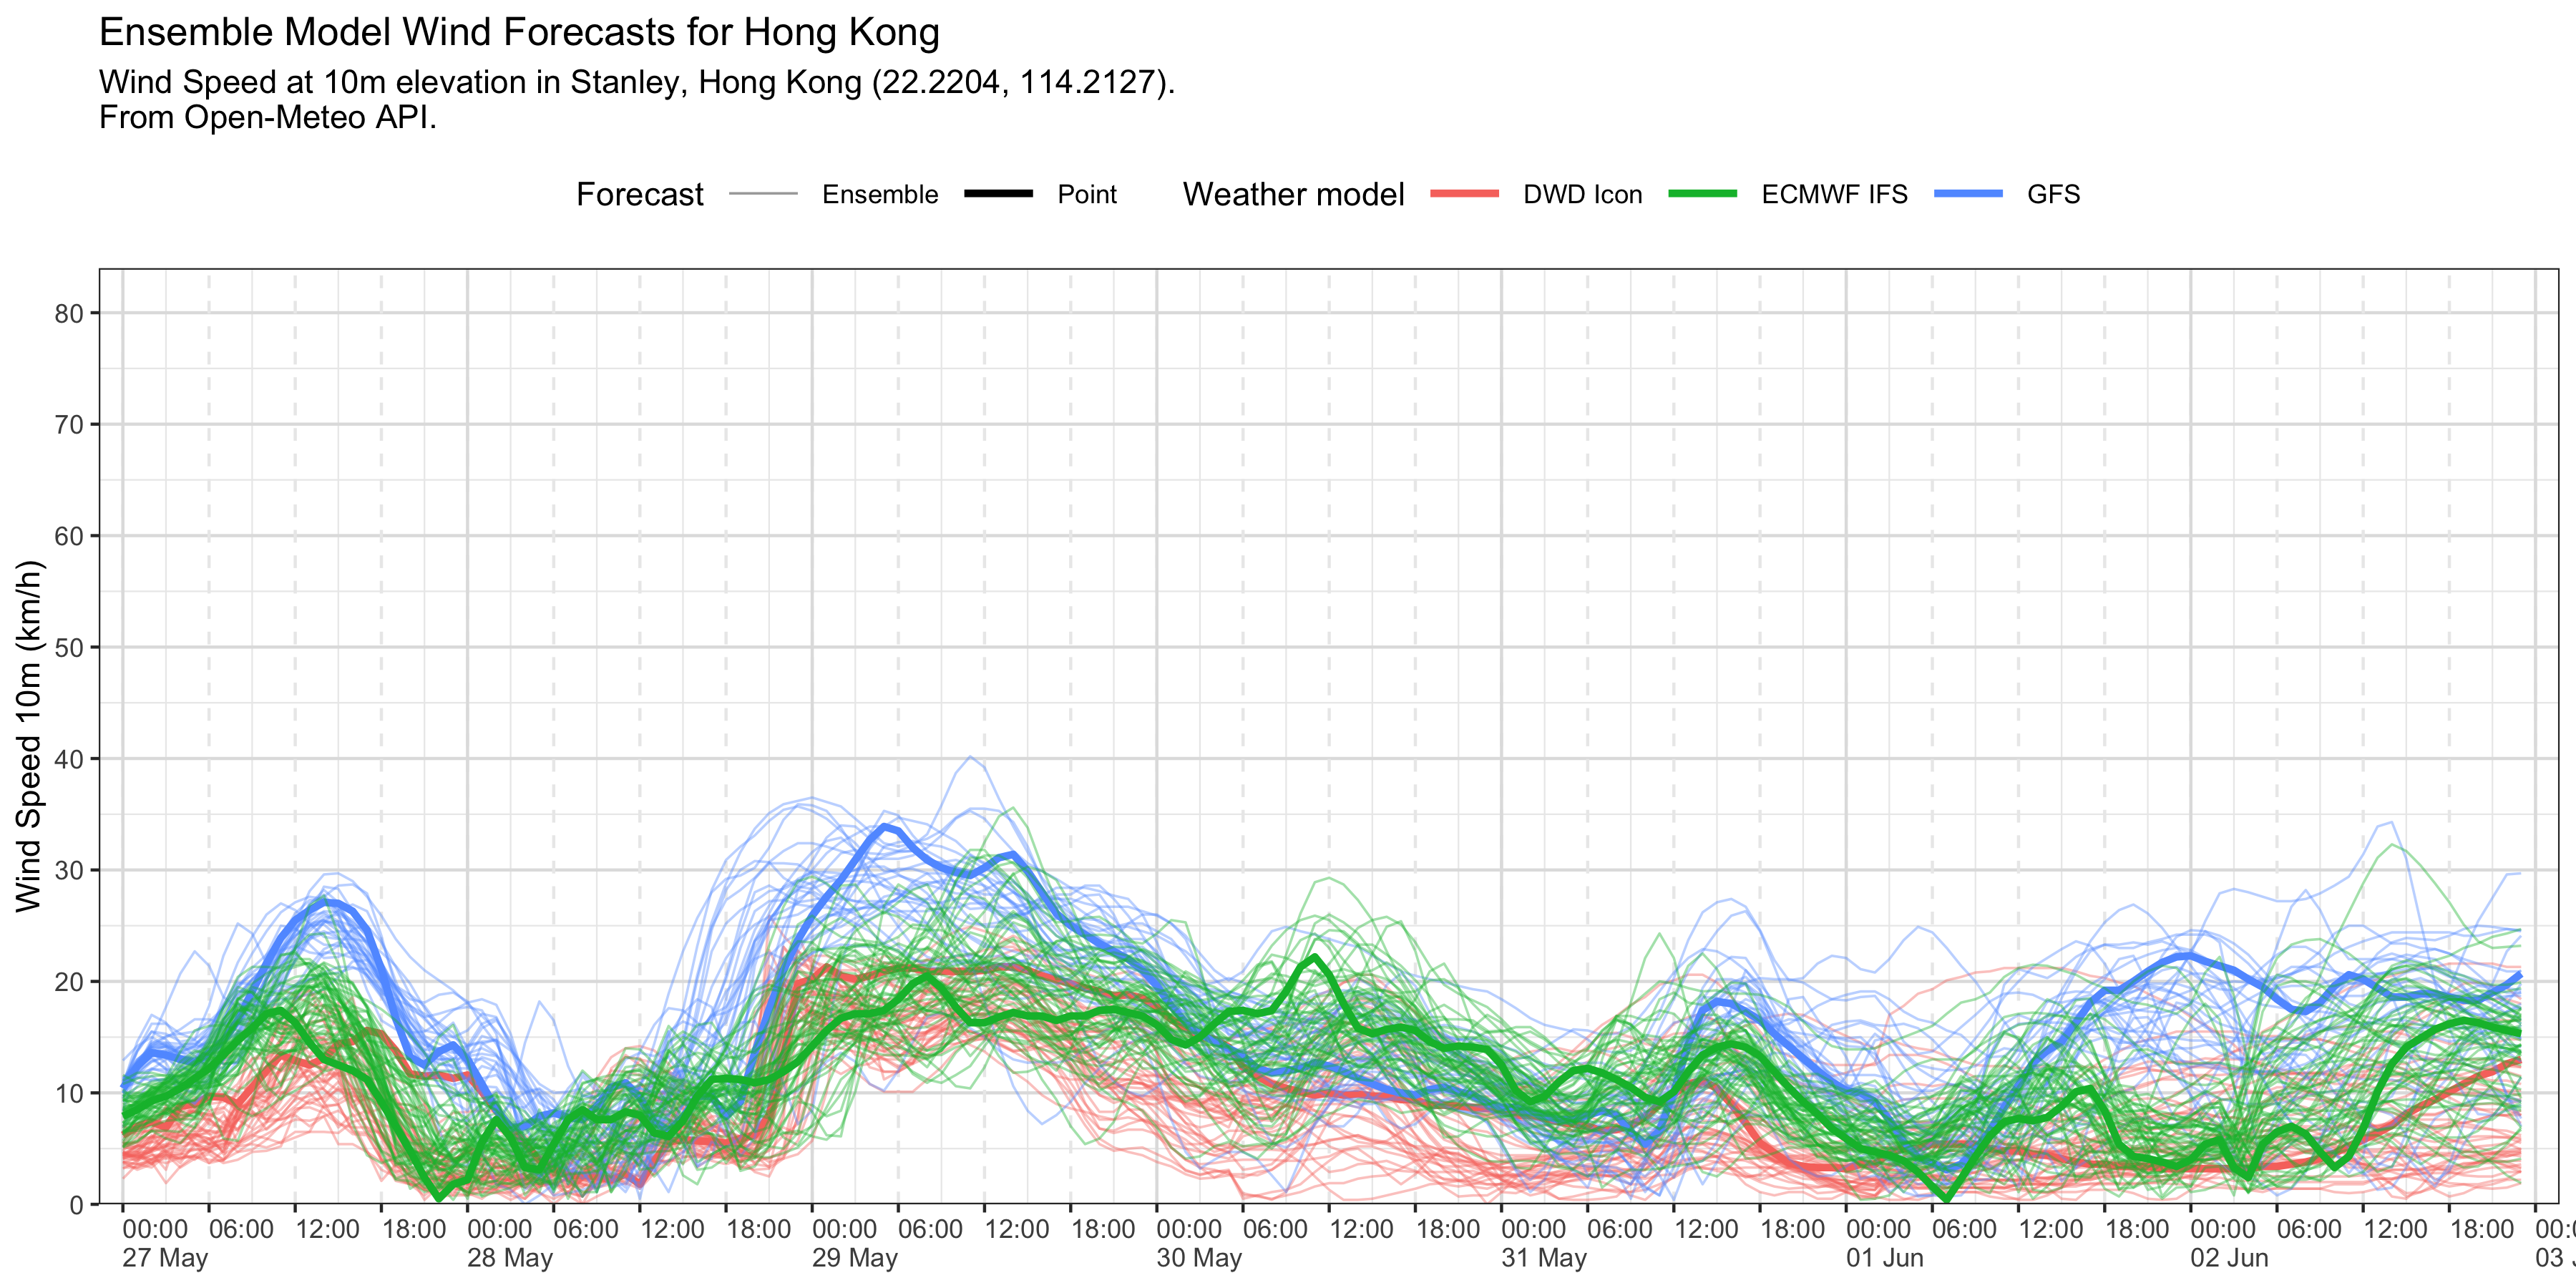 Ensemble Model Wind Forecasts for Hong Kong
Wind Speed at 10m elevation in Stanley, Hong Kong (22.2204, 114.2127).
From Open-Meteo API.
Forecast Ensemble Point Weather model DWD Icon ECMWF IFS GFS
Wind Speed 10m (km/h)
80
70
60
50
40
30
20
10
0
00:00 06:00 12:00 18:00 00:00 06:00 12:00 18:00 00:00 06:00 12:00 18:00 00:00 06:00 12:00 18:00 00:00 06:00 12:00 18:00 00:00 06:00 12:00 18:00 00:00 06:00 12:00 18:00
27 May 28 May 29 May 30 May 31 May 01 Jun 02 Jun 03